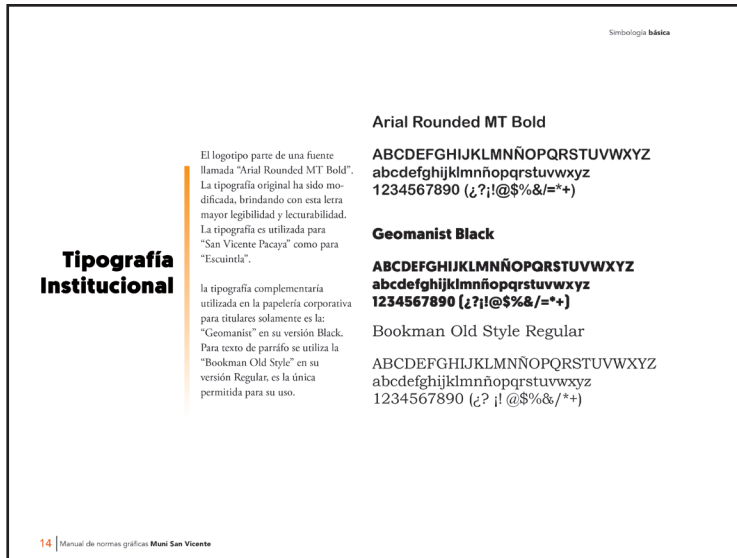 Simbología básica
Tipografía
Institucional
El logotipo parte de una fuente
llamada “Arial Rounded MT Bold”.
La tipografía original ha sido mo-
dificada, brindando con esta letra
mayor legibilidad y lecturabilidad.
La tipografía es utilizada para
“San Vicente Pacaya” como para
“Escuintla”.
la tipografía complementaría
utilizada en la papelería corporativa
para titulares solamente es la:
“Geomanist” en su versión Black.
Para texto de parráfo se utiliza la
“Bookman Old Style” en su
versión Regular, es la única
permitida para su uso.
Arial Rounded MT Bold
ABCDEFGHIJKLMNÑOPQRSTUVWXYZ
abcdefghijklmnñopqrstuvwxyz
1234567890 (¿?¡!@$%&/=*+)
Geomanist Black
ABCDEFGHIJKLMNÑOPQRSTUVWXYZ
abcdefghijklmnñopqrstuvwxyz
1234567890 (¿?¡!@$%&/=*+)
Bookman Old Style Regular
ABCDEFGHIJKLMNÑOPQRSTUVWXYZ
abcdefghijklmnñopqrstuvwxyz
1234567890 (¿? ¡! @$%&/*+)
14 Manual de normas gráficas Muni San Vicente